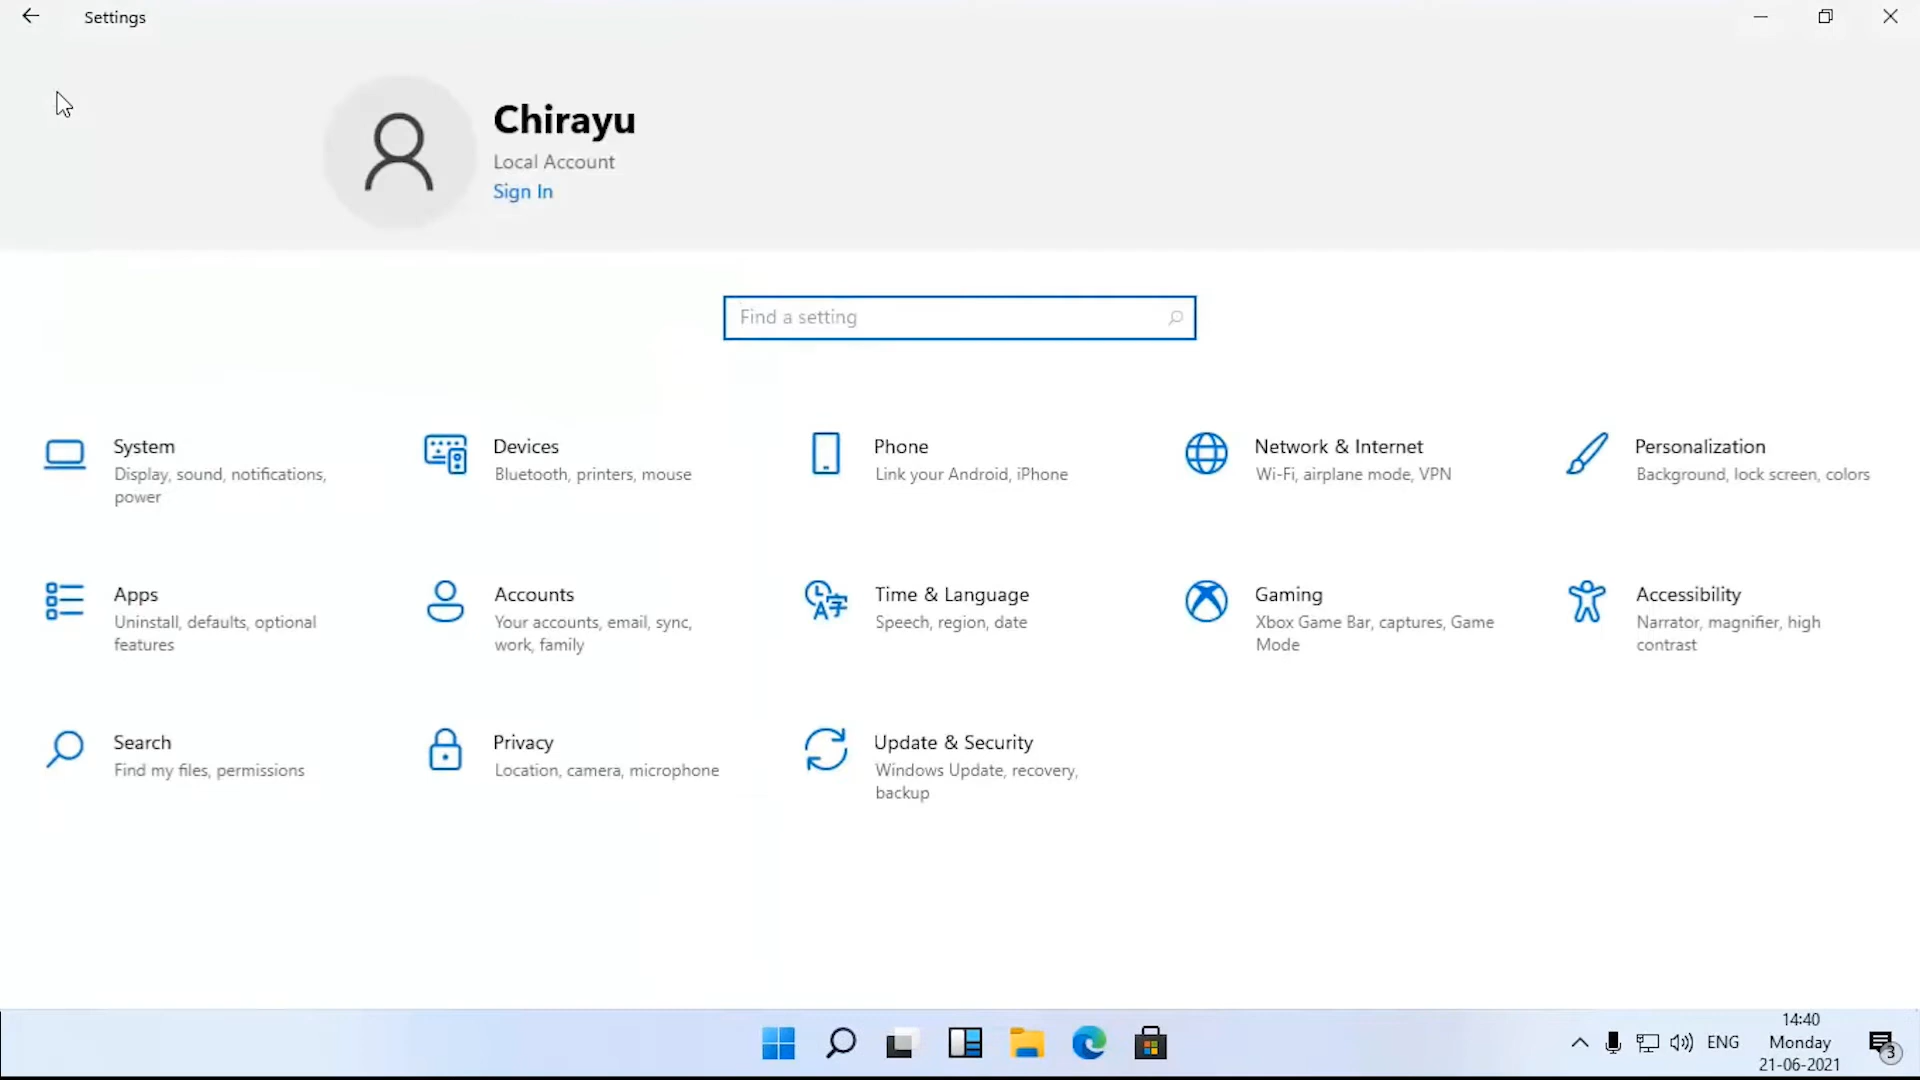 Settings
Chirayu
Local Account
Sign In
Find a setting
System
Display, sound, notifications,
power
Devices
Bluetooth, printers, mouse
Phone
Link your Android, iPhone
Network & Internet
Wi-Fi, airplane mode, VPN
Personalization
Background, lock screen, colors
Apps
Uninstall, defaults, optional
features
Accounts
Your accounts, email, sync,
work, family
Time & Language
Speech, region, date
Gaming
Xbox Game Bar, captures, Game
Mode
Accessibility
Narrator, magnifier, high
contrast
Search
Find my files, permissions
Privacy
Location, camera, microphone
Update & Security
Windows Update, recovery,
backup
ENG
14:40
Monday
21-06-2021
3